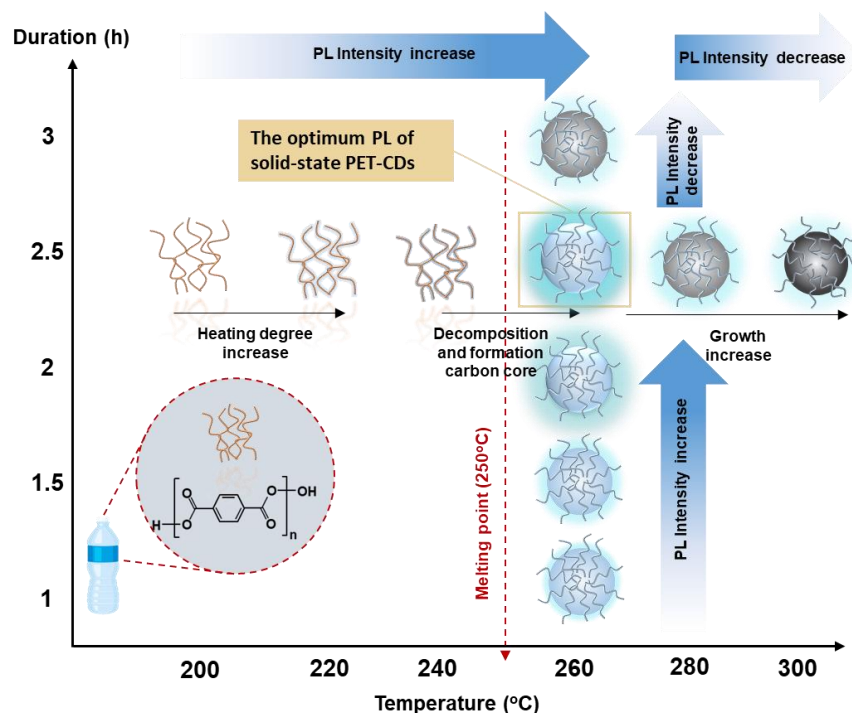 Duration (h)
PL Intensity increase
PL Intensity decrease
3
The optimum PL of
solid-state PET-CDs
PL Intensity
decrease
2.5
Heating degree
increase
Decomposition
and formation
carbon core
Growth
increase
2
Melting point (250°C)
PL Intensity increase
1.5
O
O
O
O
OH
H
n
1
200
220
240
260
280
300
Temperature (°C)